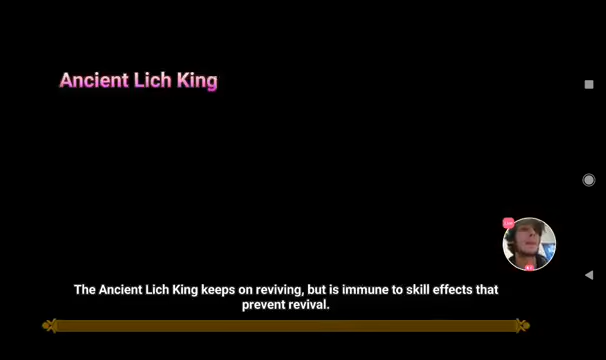 Ancient Lich King
The Ancient Lich King keeps on reviving, but is immune to skill effects that
prevent revival.